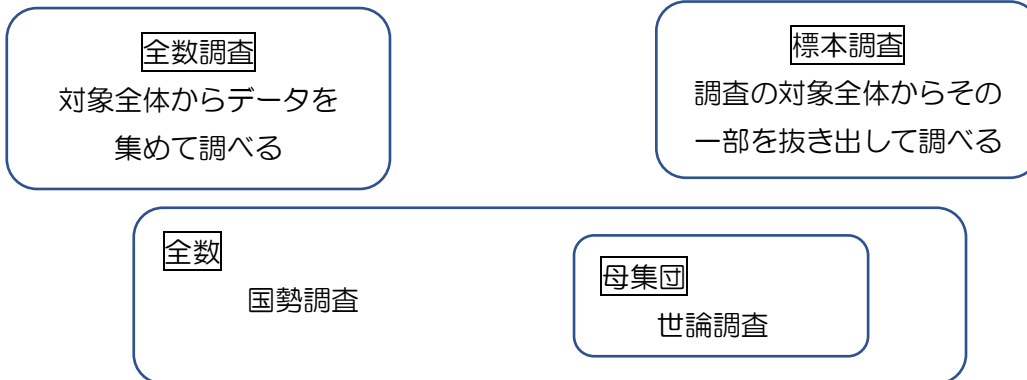 全数調査
対象全体からデータを
集めて調べる
標本調査
調査の対象全体からその
一部を抜き出して調べる
全数
国勢調査
母集団
世論調査